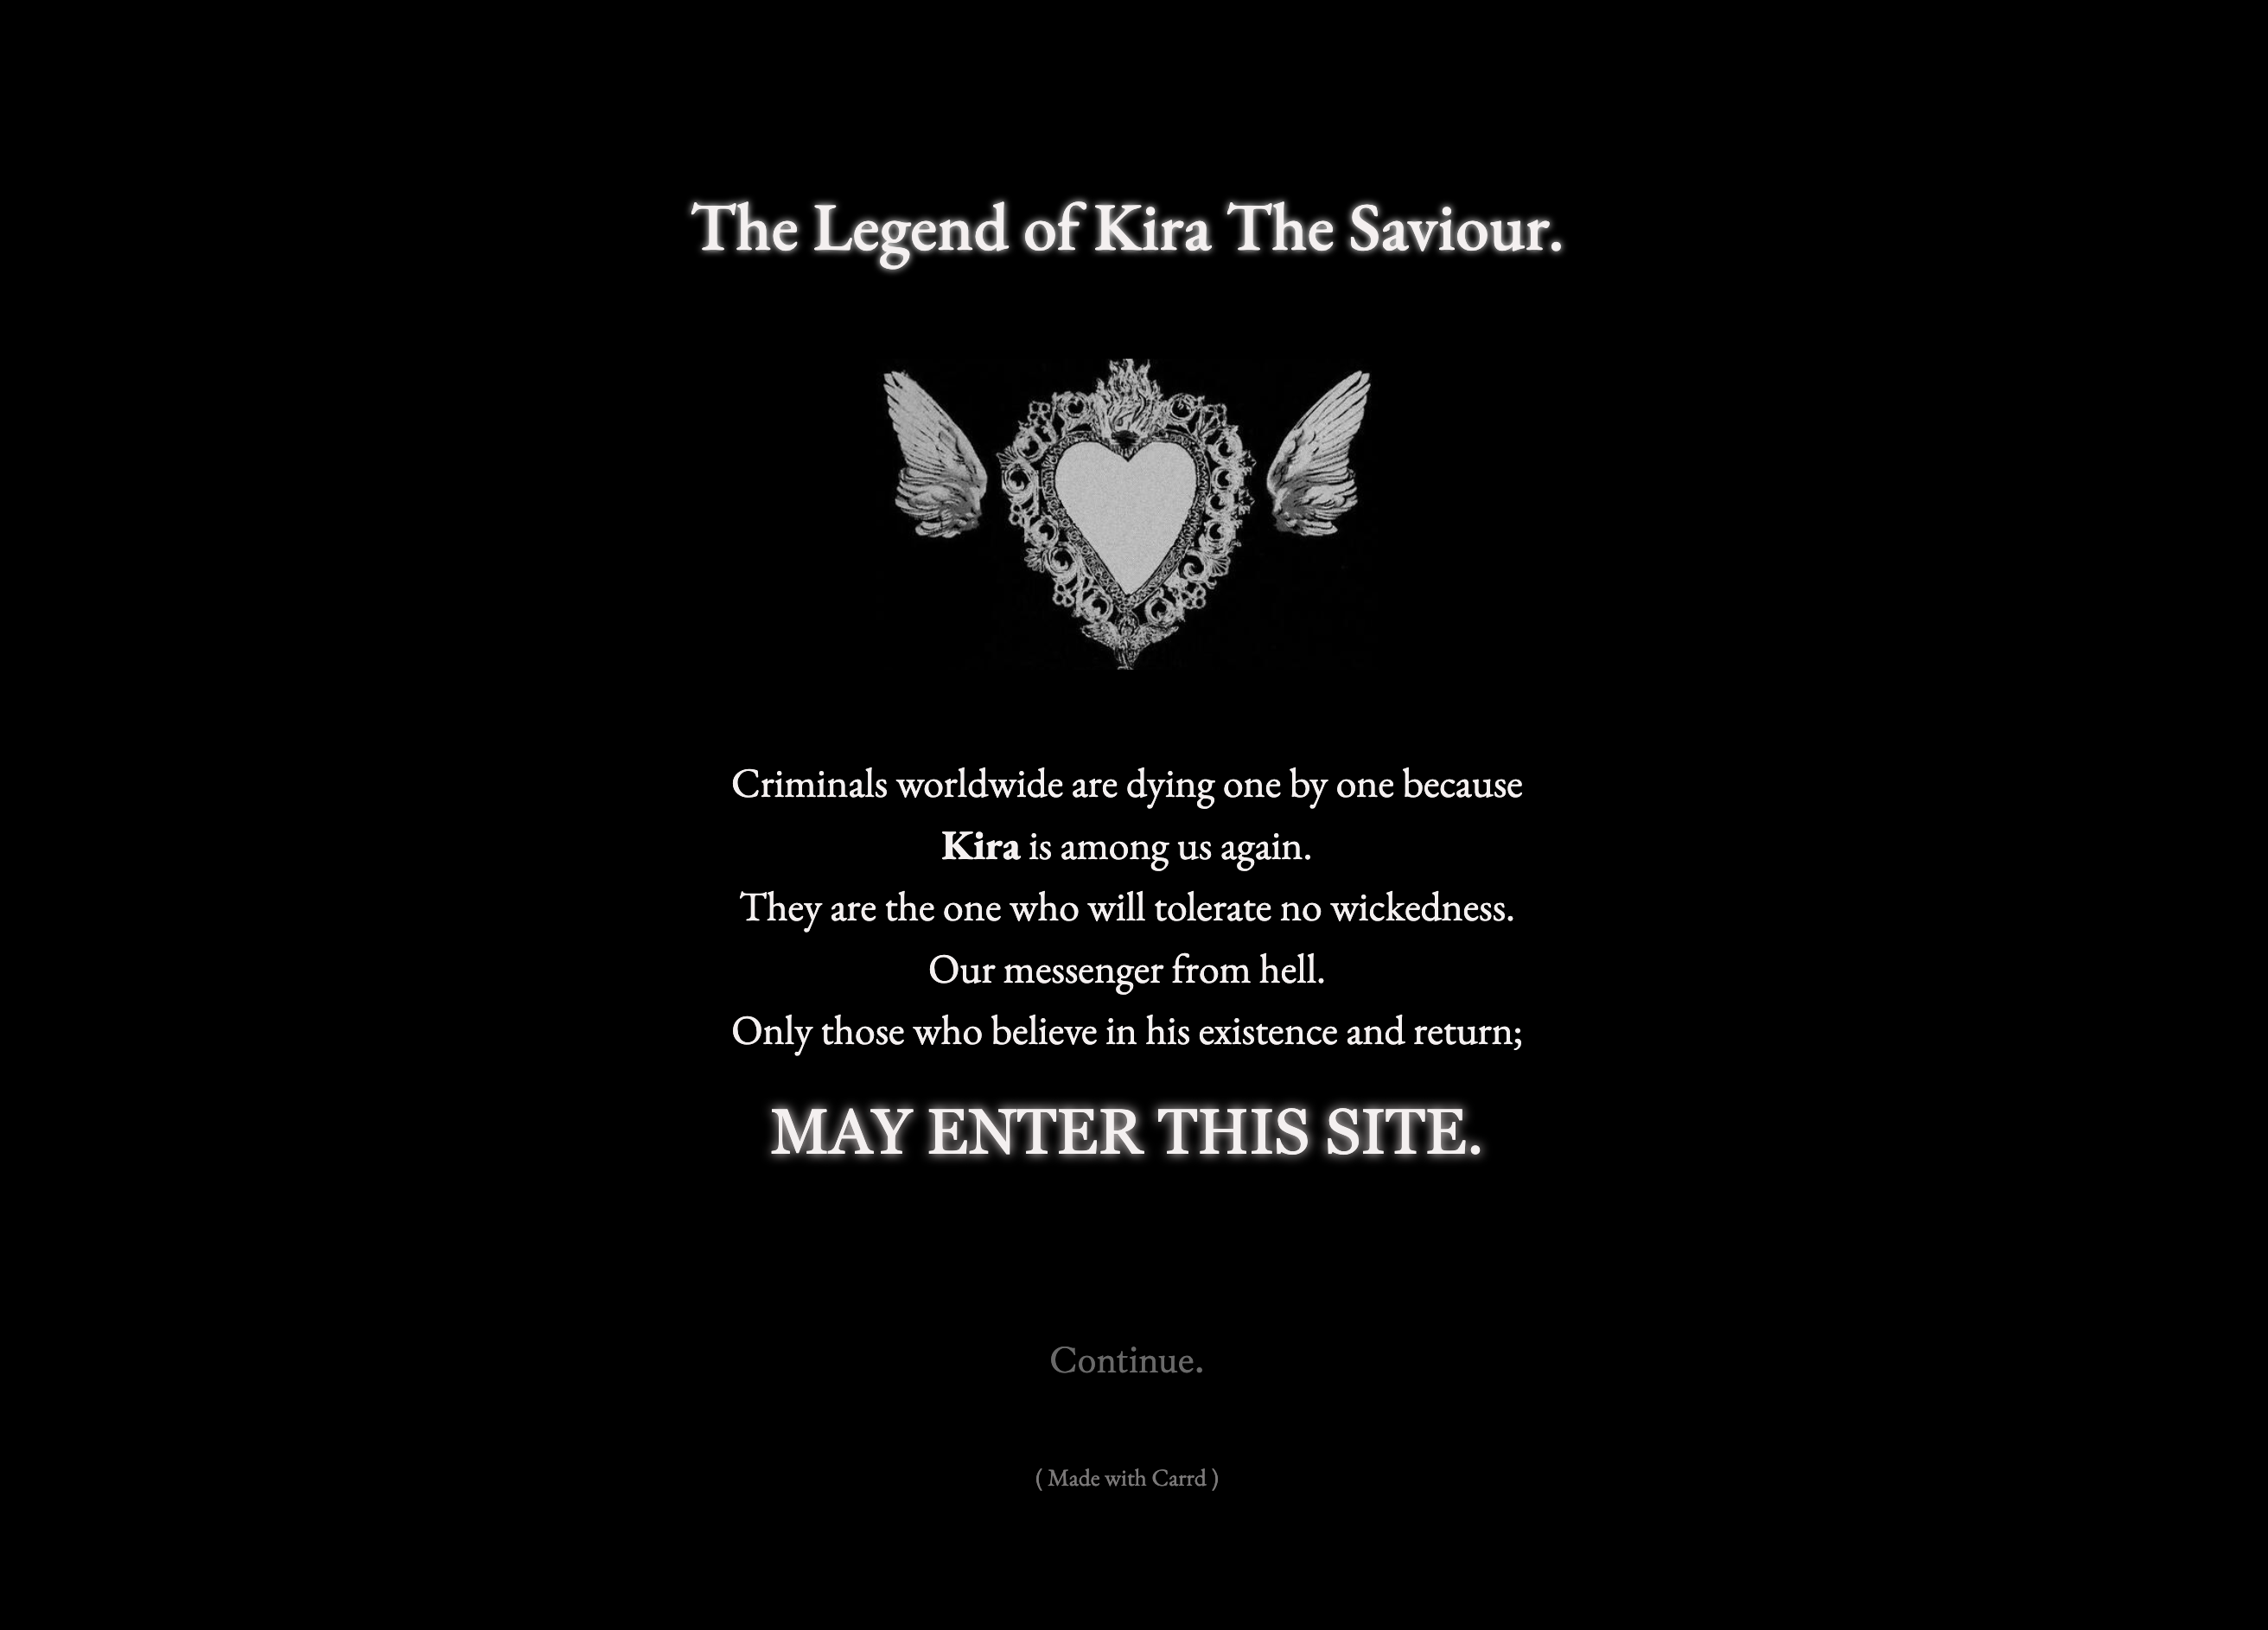 The Legend of Kira The Saviour.
Criminals worldwide are dying one by one because
Kira is among us again.
They are the one who will tolerate no wickedness.
Our messenger from hell.
Only those who believe in his existence and return;
MAY ENTER THIS SITE.
Continue.
( Made with Carrd )